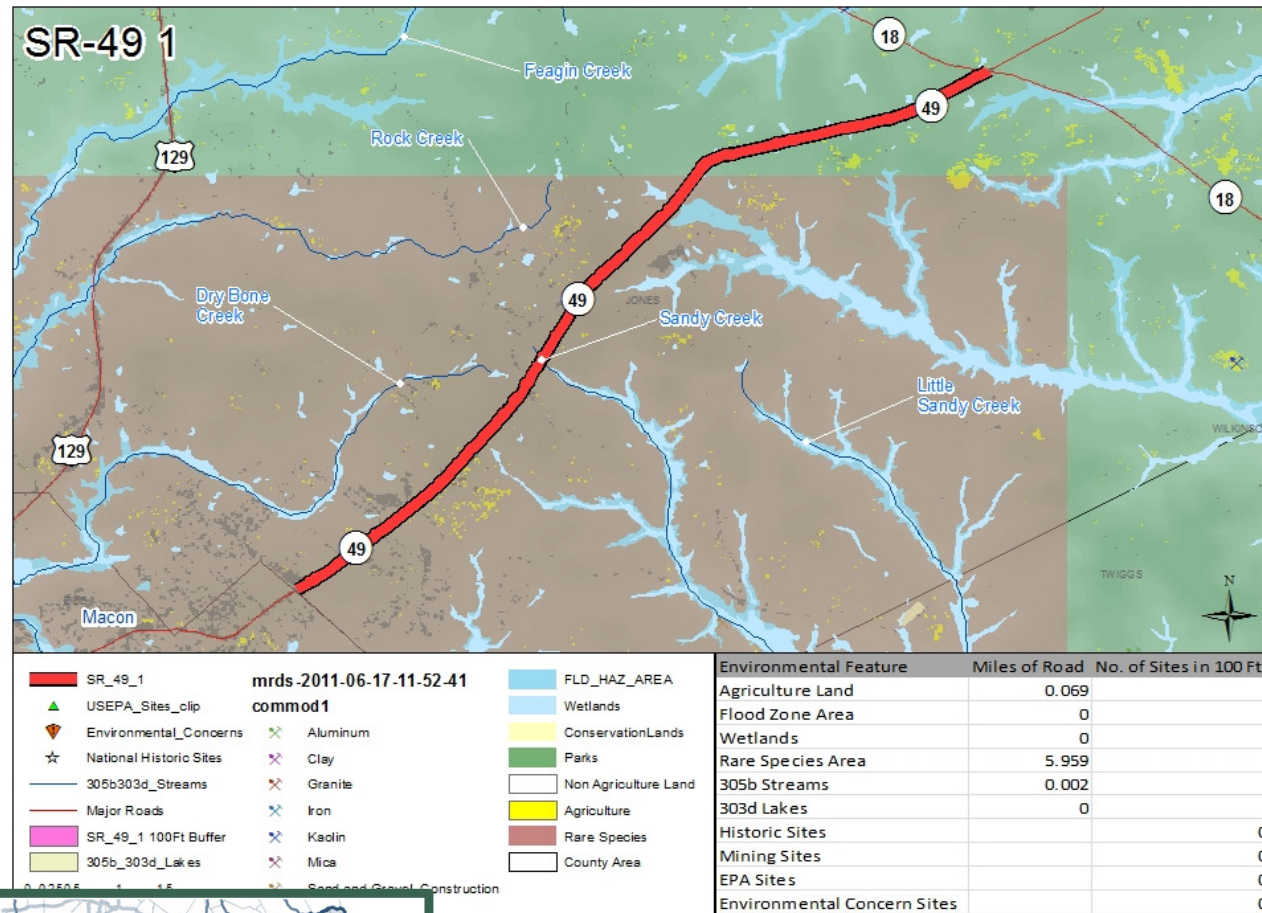 SR-49 1
18
Feagin Creek
49
Rock Creek
129
18
Dry Bone
Creek
49
JONES
Sandy Creek
Little
Sandy Creek
129
WILKINSO
49
TWIGGS
N
Macon
SR_49_1
USEPA_Sites_clip
Environmental_Concerns
National Historic Sites
305b303d_Streams
Major Roads
SR_49_1 100Ft Buffer
305b_303d_Lakes
mrds-2011-06-17-11-52-41
commod1
Aluminum
Clay
Granite
Iron
Kaolin
Mica
Sand and Gravel, Construction
FLD_HAZ_AREA
Wetlands
ConservationLands
Parks
Non Agriculture Land
Agriculture
Rare Species
County Area
Environmental Feature Miles of Road No. of Sites in 100 Ft
Agriculture Land 0.069
Flood Zone Area 0
Wetlands 0
Rare Species Area 5.959
305b Streams 0.002
303d Lakes 0
Historic Sites 0
Mining Sites 0
EPA Sites 0
Environmental Concern Sites 0